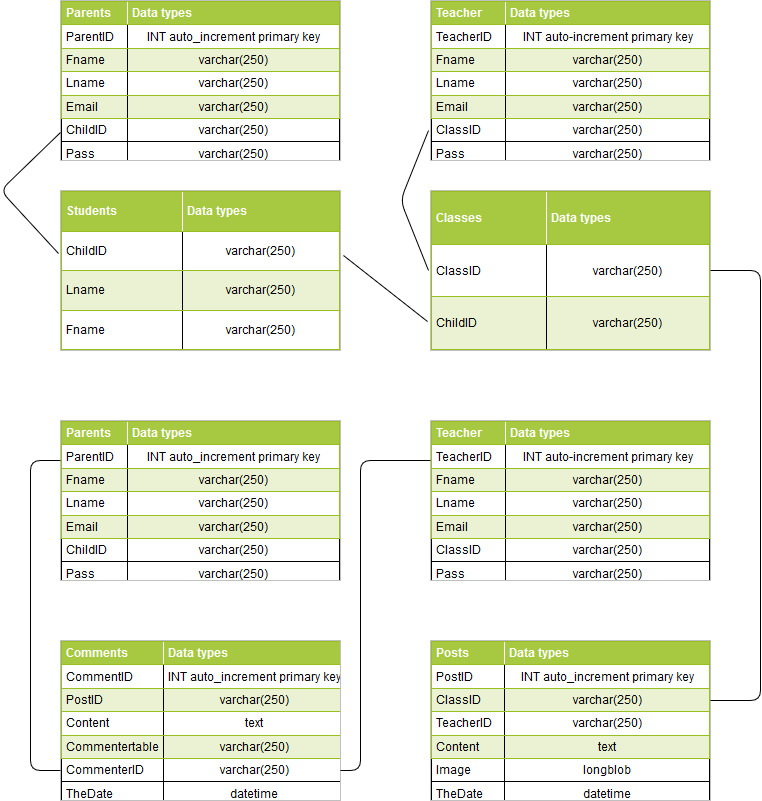 Parents Data types
ParentID INT auto_increment primary key
Fname varchar(250)
Lname varchar(250)
Email varchar(250)
ChildID varchar(250)
Pass varchar(250)
Teacher Data types
TeacherID INT auto-increment primary key
Fname varchar(250)
Lname varchar(250)
Email varchar(250)
ClassID varchar(250)
Pass varchar(250)
Students Data types
ChildID varchar(250)
Lname varchar(250)
Fname varchar(250)
Classes Data types
ClassID varchar(250)
ChildID varchar(250)
Parents Data types
ParentID INT auto_increment primary key
Fname varchar(250)
Lname varchar(250)
Email varchar(250)
ChildID varchar(250)
Pass varchar(250)
Teacher Data types
TeacherID INT auto-increment primary key
Fname varchar(250)
Lname varchar(250)
Email varchar(250)
ClassID varchar(250)
Pass varchar(250)
Comments Data types
CommentID INT auto_increment primary key
PostID varchar(250)
Content text
Commentertable varchar(250)
CommenterID varchar(250)
TheDate datetime
Posts Data types
PostID INT auto_increment primary key
ClassID varchar(250)
TeacherID varchar(250)
Content text
Image longblob
TheDate datetime